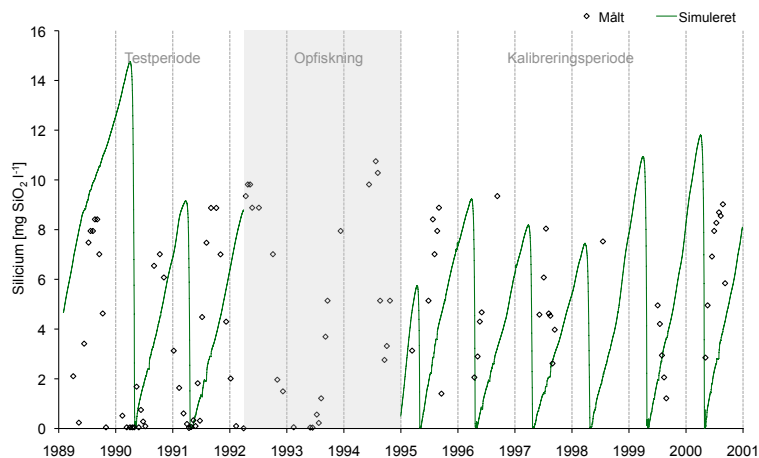 Målt Simuleret
Testperiode Opfiskning Kalibreringsperiode
Silicium [mg SiO2 l-1]
16
14
12
10
8
6
4
2
0
1989 1990 1991 1992 1993 1994 1995 1996 1997 1998 1999 2000 2001